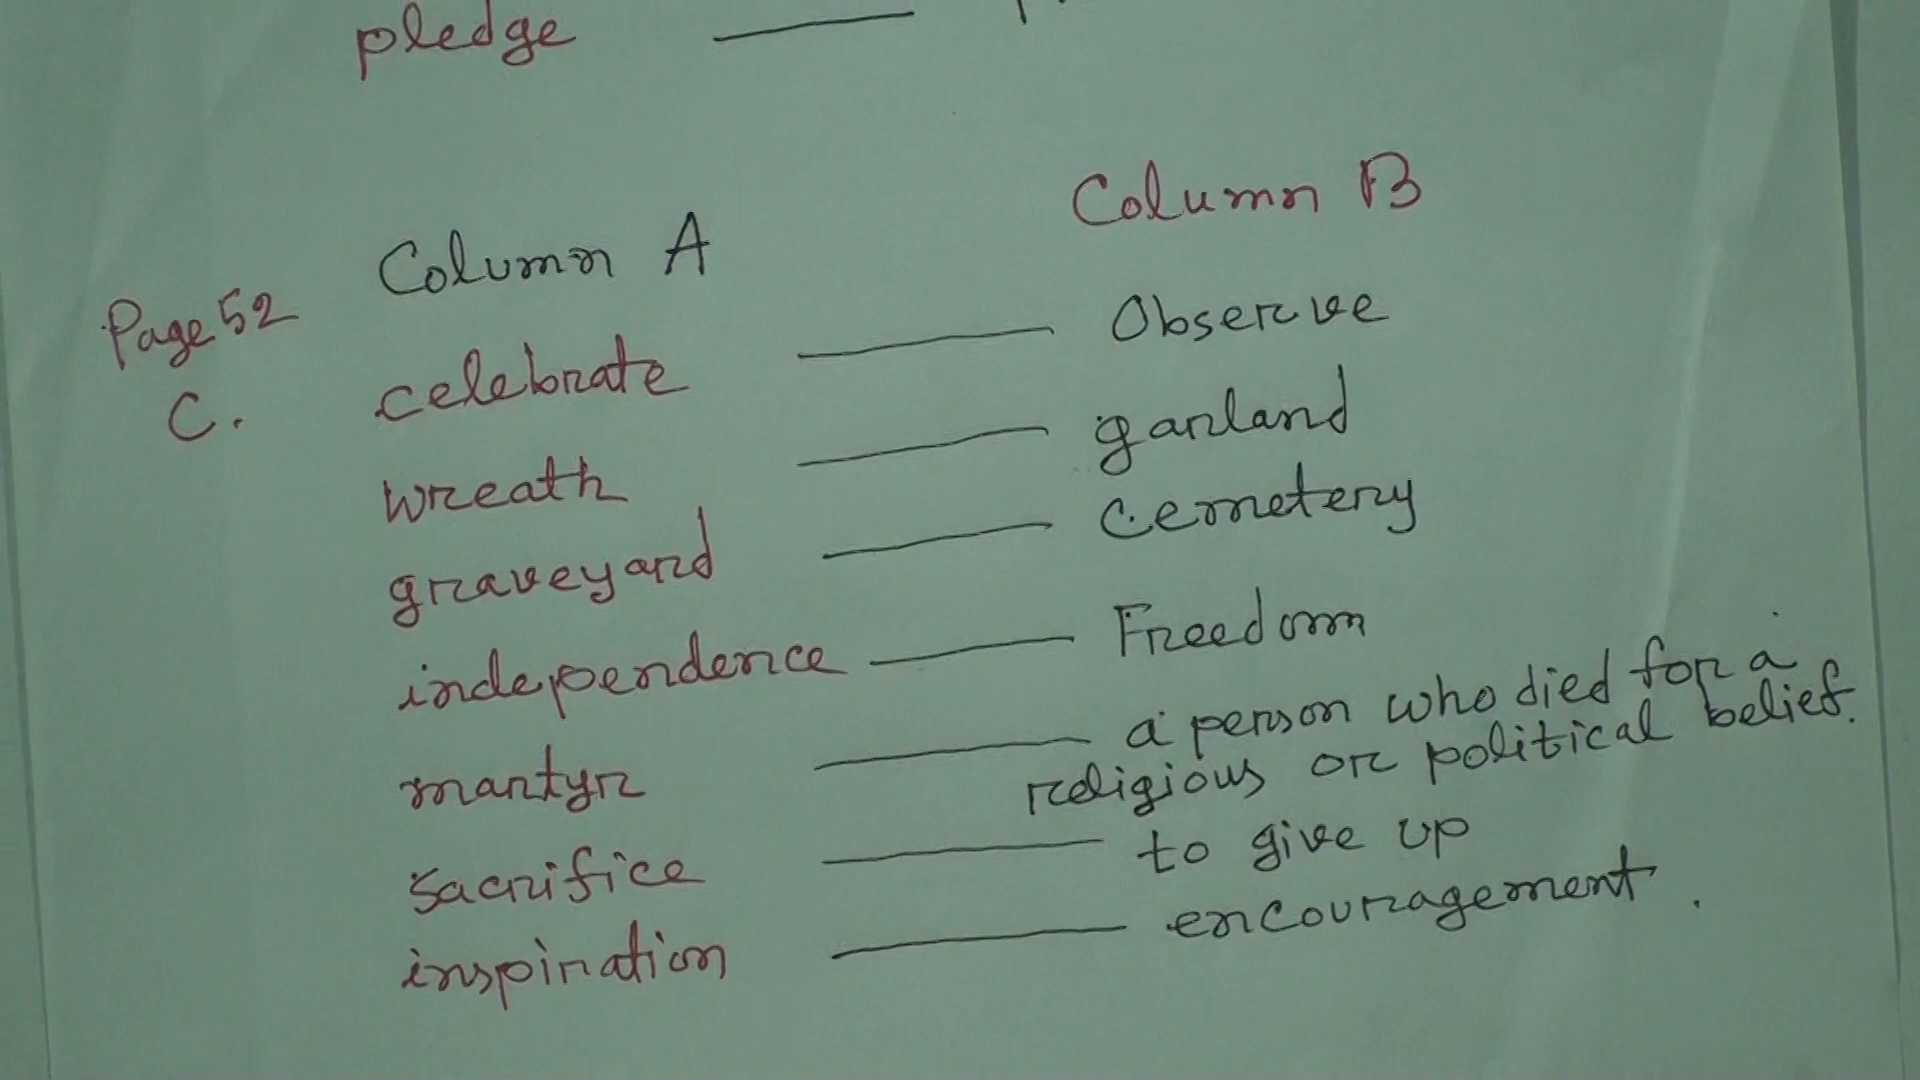 pledge
Column B
Column A
Page 52
C.
celebrate Observe
wreath garland
graveyard cemetery
independence Freedom
martyr a person who died for a
religious or political belief.
sacrifice to give up
inspiration encouragement.